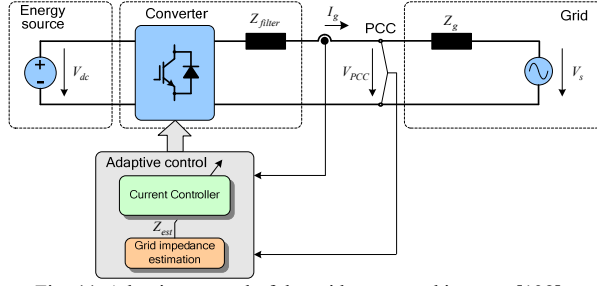 Energy
source
Converter
Z filter
I g
PCC
Z g
Grid
+
-
V dc
V PCC
V s
Adaptive control
Current Controller
Z est
Grid impedance
estimation